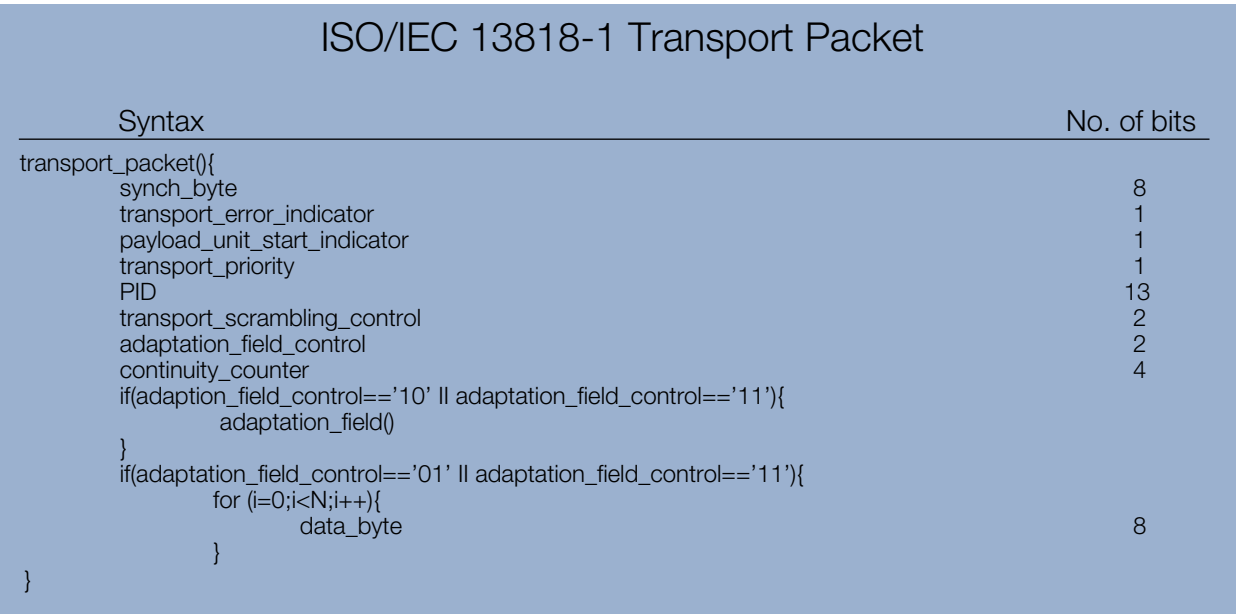 ISO/IEC 13818-1 Transport Packet
Syntax No. of bits
transport_packet(){
synch_byte 8
transport_error_indicator 1
payload_unit_start_indicator 1
transport_priority 1
PID 13
transport_scrambling_control 2
adaptation_field_control 2
continuity_counter 4
if(adaption_field_control=='10' II adaptation_field_control=='11'){
adaptation_field()
}
if(adaptation_field_control=='01' II adaptation_field_control=='11'){
for (i=0;i<N;i++){
data_byte 8
}
}